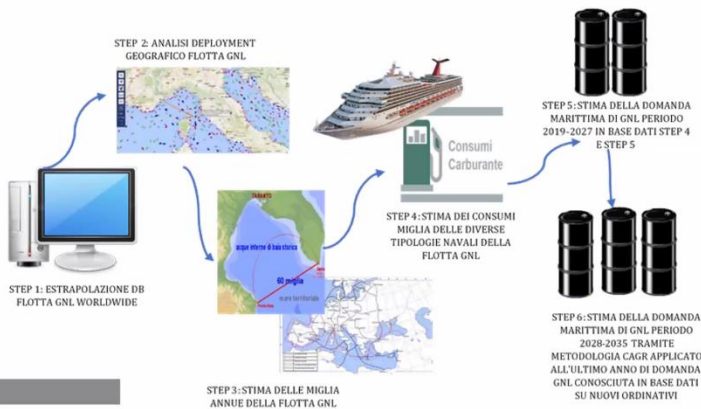 STEP 2: ANALISI DEPLOYMENT
GEOGRAFICO FLOTTA GNL
STEP 1: ESTRAPOLAZIONE DB
FLOTTA GNL WORLDWIDE
TARANTO
acque interne di baia storica
60 miglia
mare territoriale
STEP 3: STIMA DELLE MIGLIA
ANNUE DELLA FLOTTA GNL
Consumi
Carburante
STEP 4: STIMA DEI CONSUMI
MIGLIA DELLE DIVERSE
TIPOLOGIE NAVALI DELLA
FLOTTA GNL
STEP 5: STIMA DELLA DOMANDA
MARITTIMA DI GNL PERIODO
2019-2027 IN BASE DATI STEP 4
E STEP 5
STEP 6: STIMA DELLA DOMANDA
MARITTIMA DI GNL PERIODO
2028-2035 TRAMITE
METODOLOGIA CAGR APPLICATO
ALL'ULTIMO ANNO DI DOMANDA
GNL CONOSCIUTA IN BASE DATI
SU NUOVI ORDINATIVI